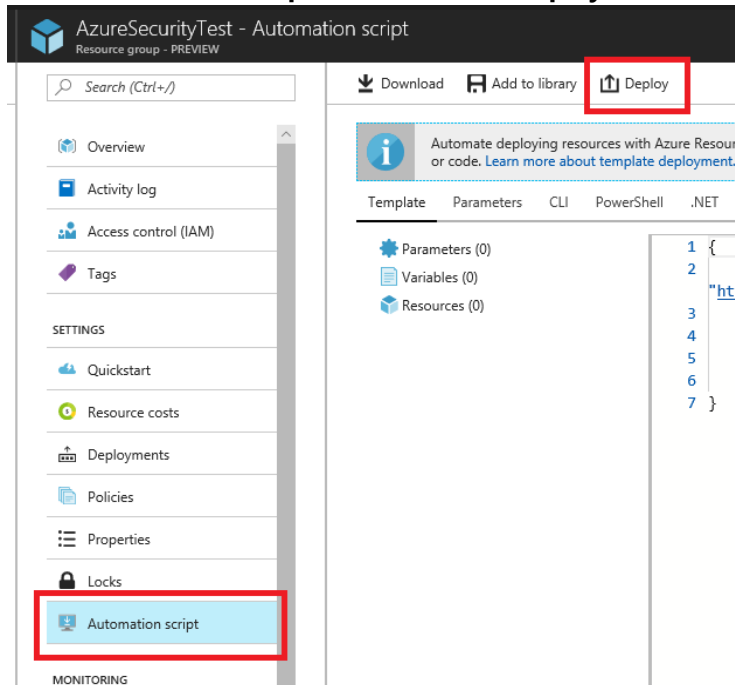 AzureSecurityTest - Automation script
Resource group - PREVIEW
Search (Ctrl+/)
Overview
Activity log
Access control (IAM)
Tags
SETTINGS
Quickstart
Resource costs
Deployments
Policies
Properties
Locks
Automation script
MONITORING
Download Add to library Deploy
Automate deploying resources with Azure Resour
or code. Learn more about template deployment.
Template Parameters CLI PowerShell .NET
Parameters (0)
Variables (0)
Resources (0)
1 {
2
"ht
3
4
5
6
7 }